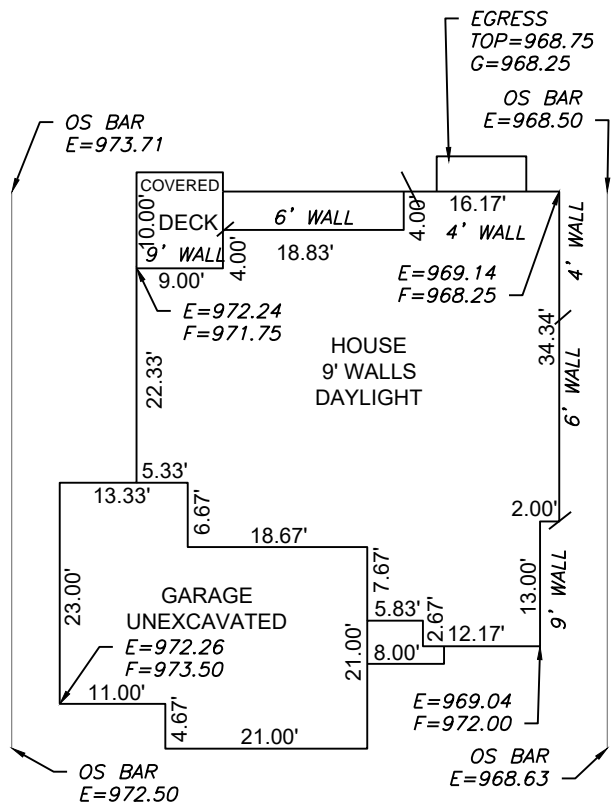 EGRESS
TOP=968.75
G=968.25
OS BAR
E=968.50
OS BAR
E=973.71
COVERED
DECK
10.00'
9' WALL
9.00'
4.00'
6' WALL
18.83'
4.00'
16.17'
4' WALL
4' WALL
E=969.14
F=968.25
E=972.24
F=971.75
34.34'
6' WALL
HOUSE
9' WALLS
DAYLIGHT
22.33'
5.33'
13.33'
6.67'
18.67'
2.00'
13.00'
9' WALL
7.67'
5.83'
2.67'
12.17'
8.00'
23.00'
GARAGE
UNEXCAVATED
E=972.26
F=973.50
21.00'
11.00'
4.67'
21.00'
E=969.04
F=972.00
OS BAR
E=972.50
OS BAR
E=968.63